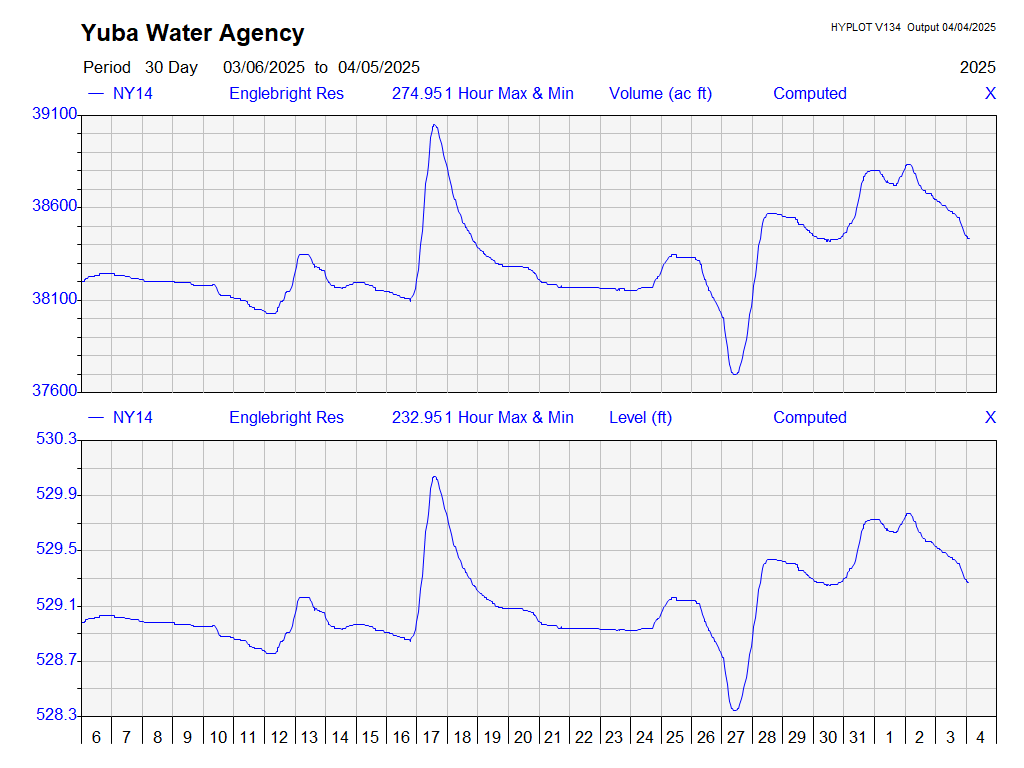 Yuba Water Agency
HYPLOT V134 Output 04/04/2025
Period 30 Day 03/06/2025 to 04/05/2025 2025
NY14 Englebright Res 274.951 Hour Max & Min Volume (ac ft) Computed X
39100
38600
38100
37600
NY14 Englebright Res 232.951 Hour Max & Min Level (ft) Computed X
530.3
529.9
529.5
529.1
528.7
528.3
6 7 8 9 10 11 12 13 14 15 16 17 18 19 20 21 22 23 24 25 26 27 28 29 30 31 1 2 3 4